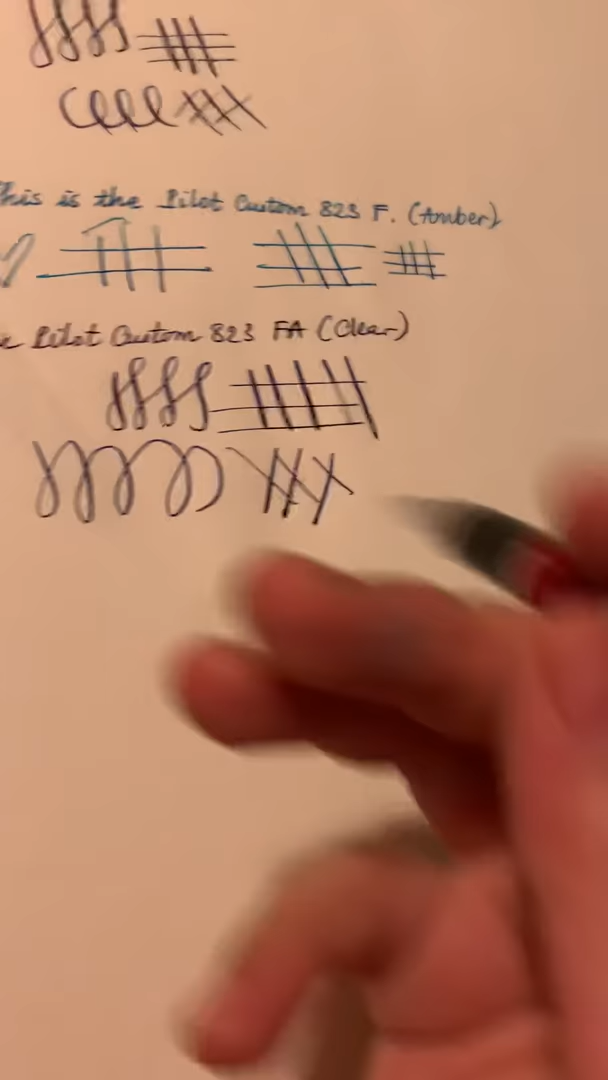 This is the Pilot Custom 823 F. (Amber)
Pilot Custom 823 FA (Clear)